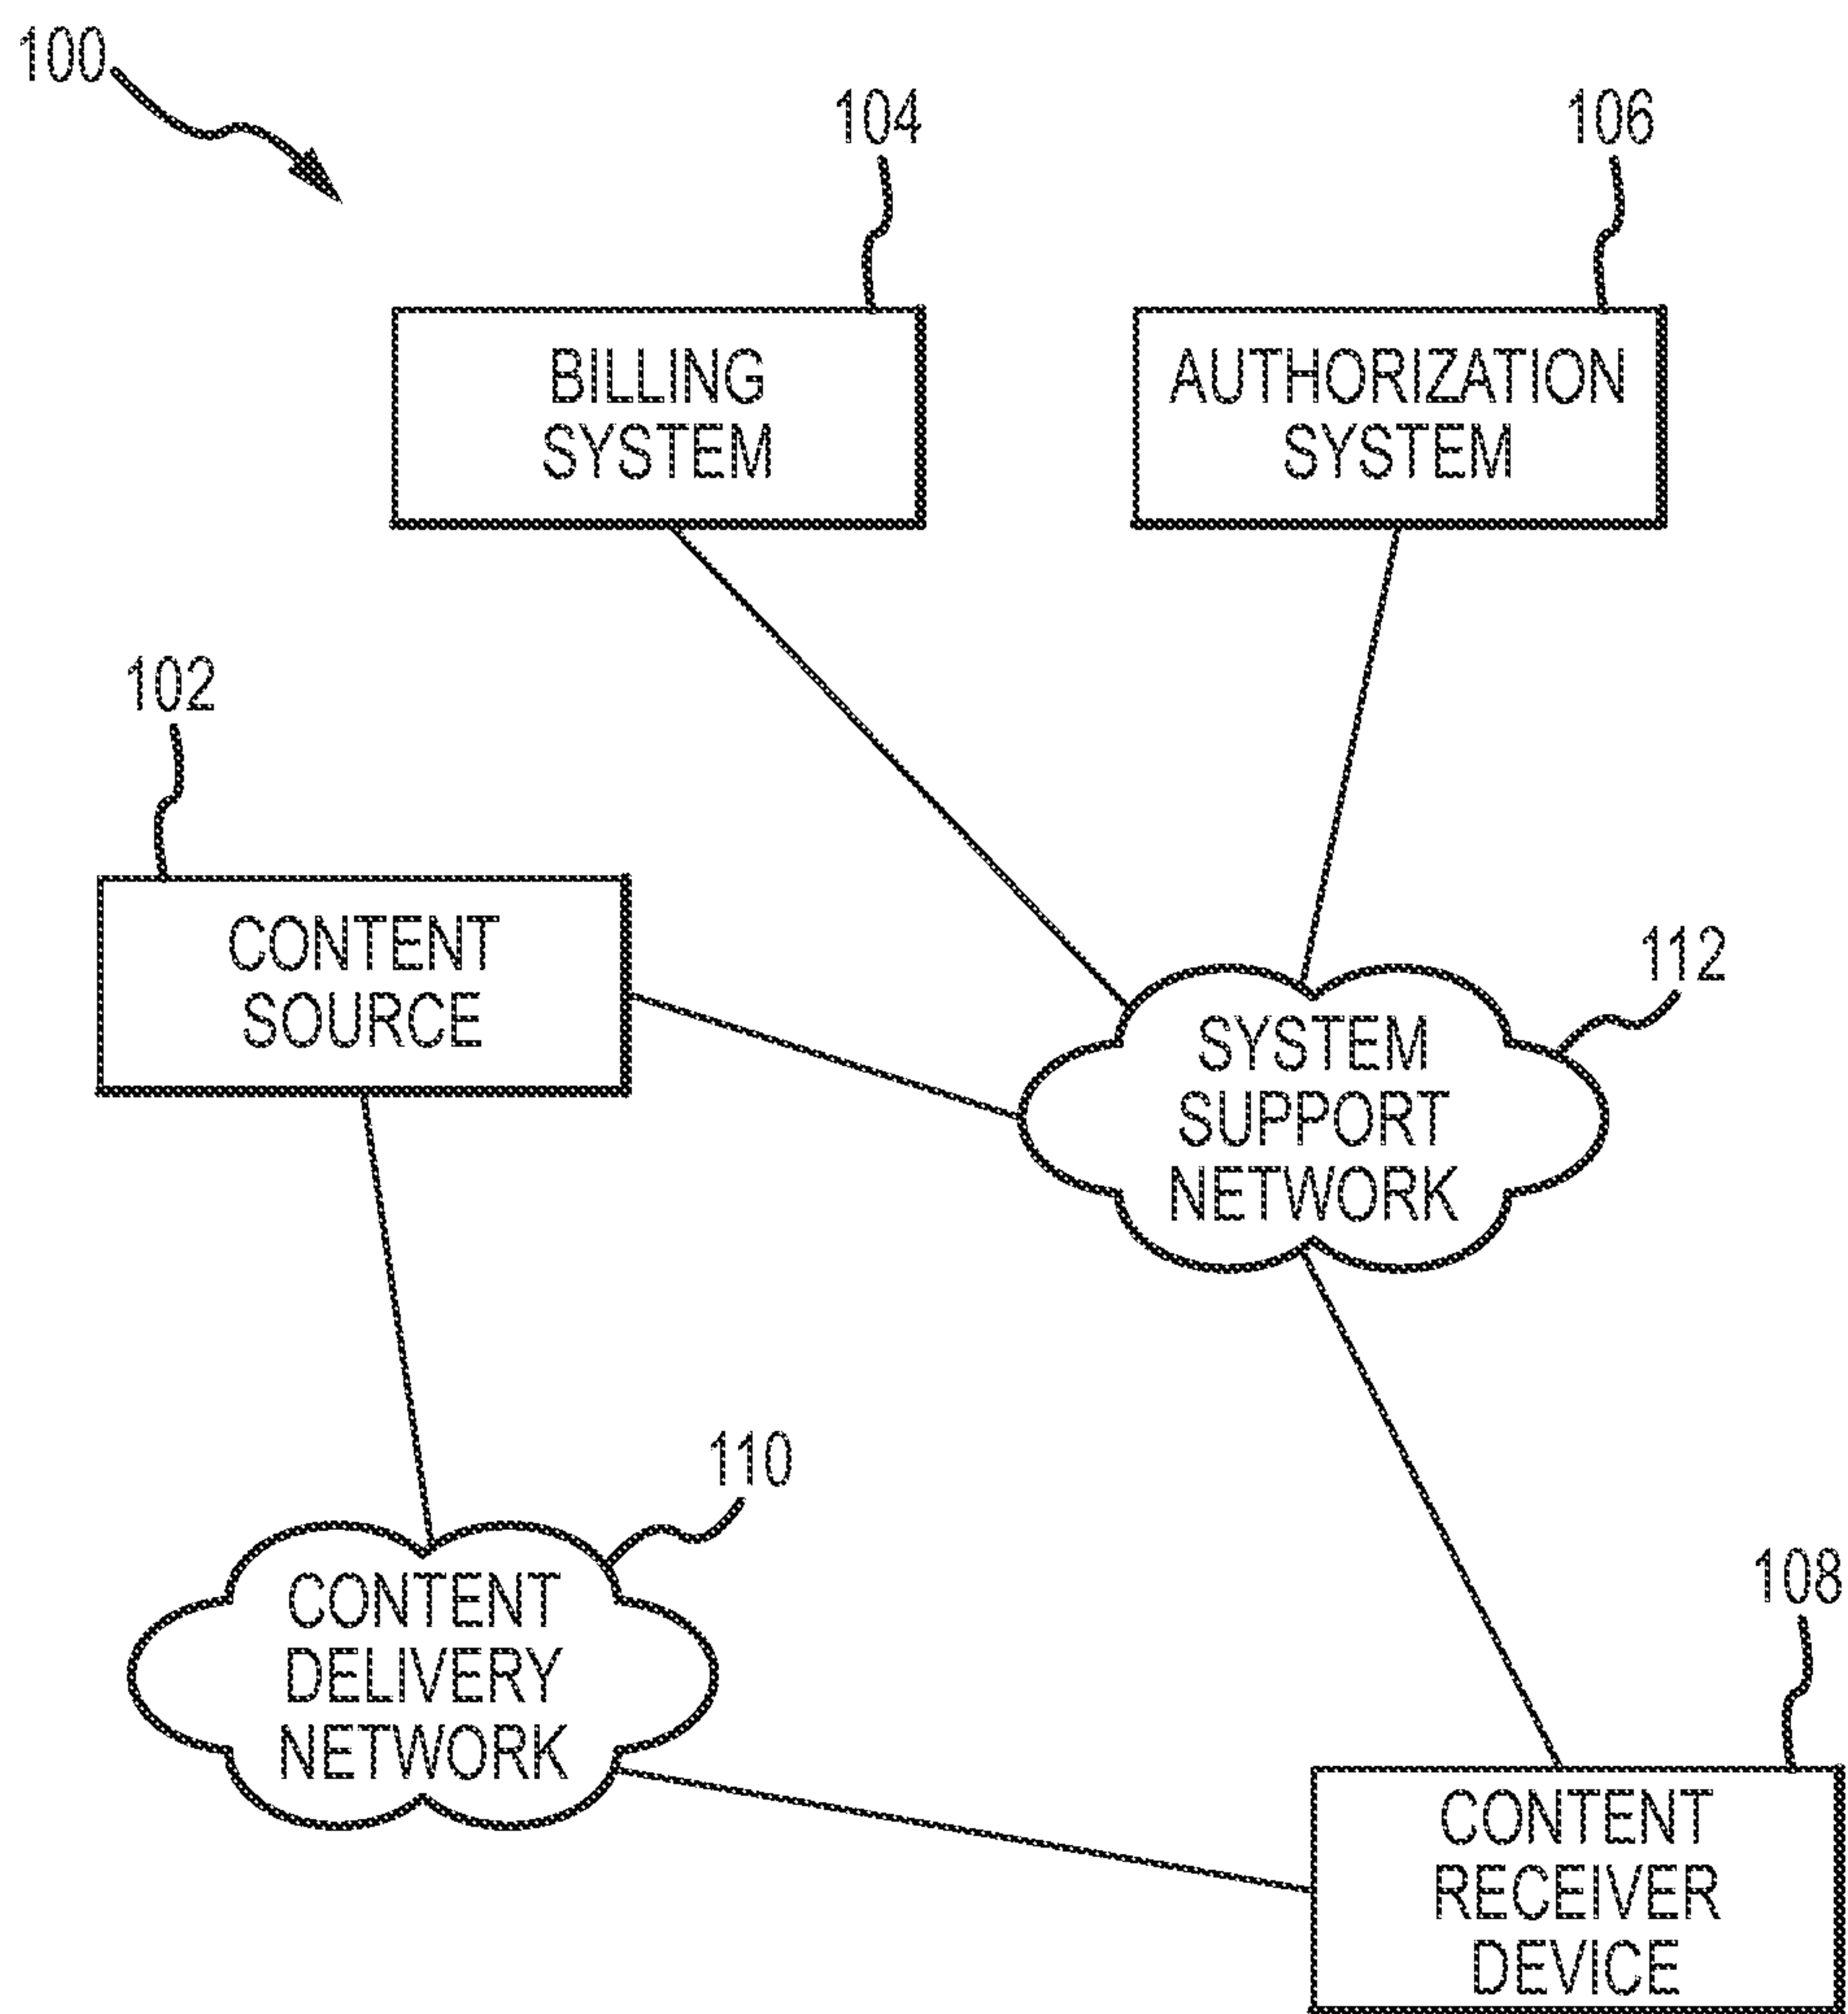 100
104
106
BILLING
SYSTEM
AUTHORIZATION
SYSTEM
102
CONTENT
SOURCE
112
SYSTEM
SUPPORT
NETWORK
110
CONTENT
DELIVERY
NETWORK
108
CONTENT
RECEIVER
DEVICE